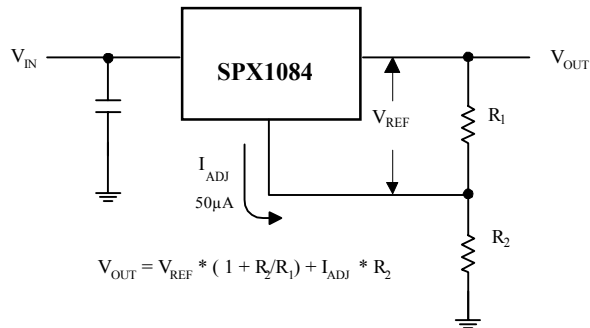 V_IN
SPX1084
V_OUT
V_REF
R_1
I_ADJ
50µA
R_2
V_OUT = V_REF * ( 1 + R_2/R_1) + I_ADJ * R_2